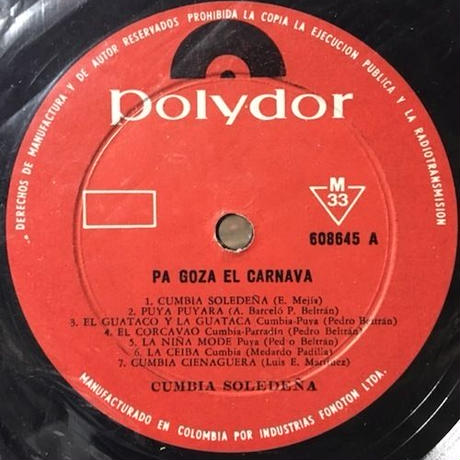 DERECHOS DE MANUFACTURA Y DE AUTOR RESERVADOS PROHIBIDA LA COPIA LA EJECUCION PUBLICA Y LA RADIOTRANSMISION
polydor
M
33
608645 A
PA GOZA EL CARNAVA
1. CUMBIA SOLEDEÑA (E. Mejía)
2. PUYA PUYARA (A. Barceló P. Beltrán)
3. EL GUATACO Y LA GUATACA Cumbia-Puya (Pedro Beltrán)
4. EL CORCAVAO Cumbia-Parradín (Pedro Beltrán)
5. LA NIÑA MODE Puya (Ped o Beltrán)
6. LA CEIBA Cumbia (Medardo Padilla)
7. CUMBIA CIENAGUERA (Luis E. Martínez)
CUMBIA SOLEDEÑA
MANUFACTURADO EN COLOMBIA POR INDUSTRIAS FONOTON LTDA.